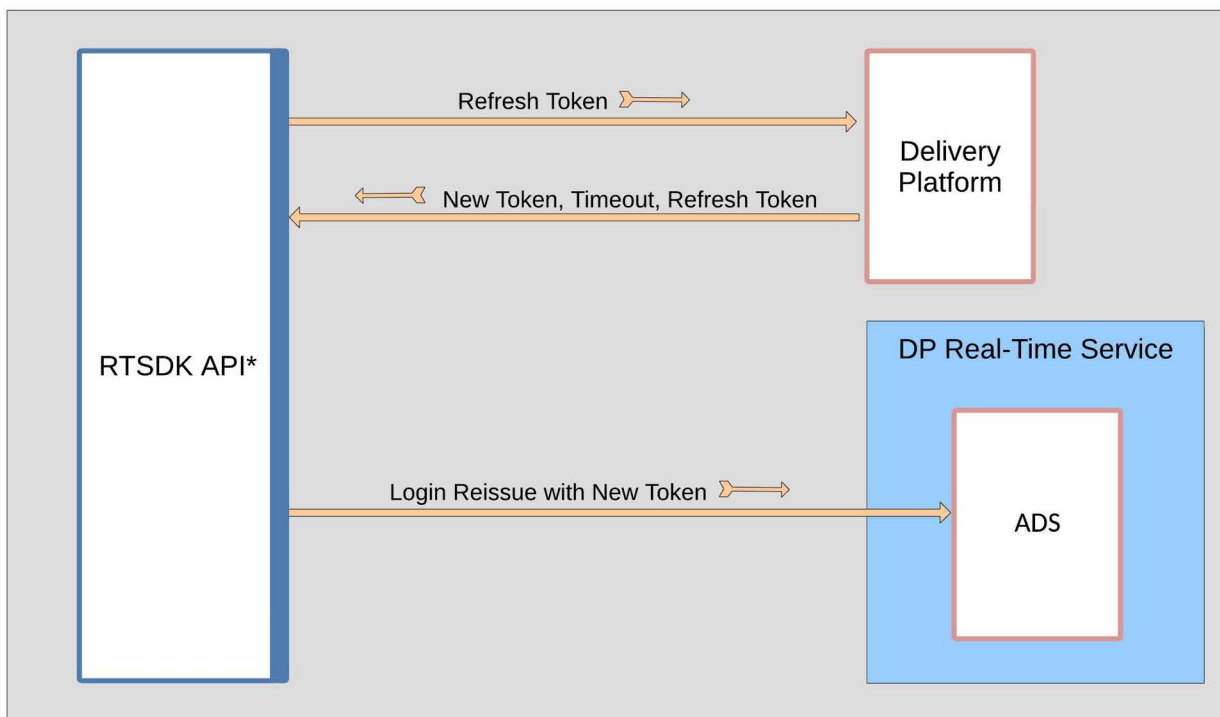 Refresh Token
Delivery
Platform
New Token, Timeout, Refresh Token
DP Real-Time Service
RTSDK API*
Login Reissue with New Token
ADS